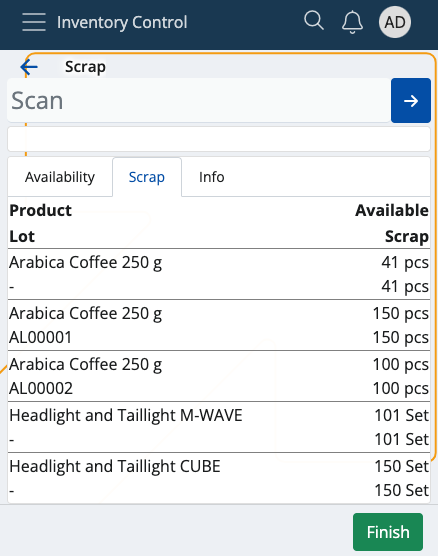 Inventory Control AD
Scrap
Scan
Availability Scrap Info
Product Available
Lot Scrap
Arabica Coffee 250 g 41 pcs
- 41 pcs
Arabica Coffee 250 g 150 pcs
AL00001 150 pcs
Arabica Coffee 250 g 100 pcs
AL00002 100 pcs
Headlight and Taillight M-WAVE 101 Set
- 101 Set
Headlight and Taillight CUBE 150 Set
- 150 Set
Finish